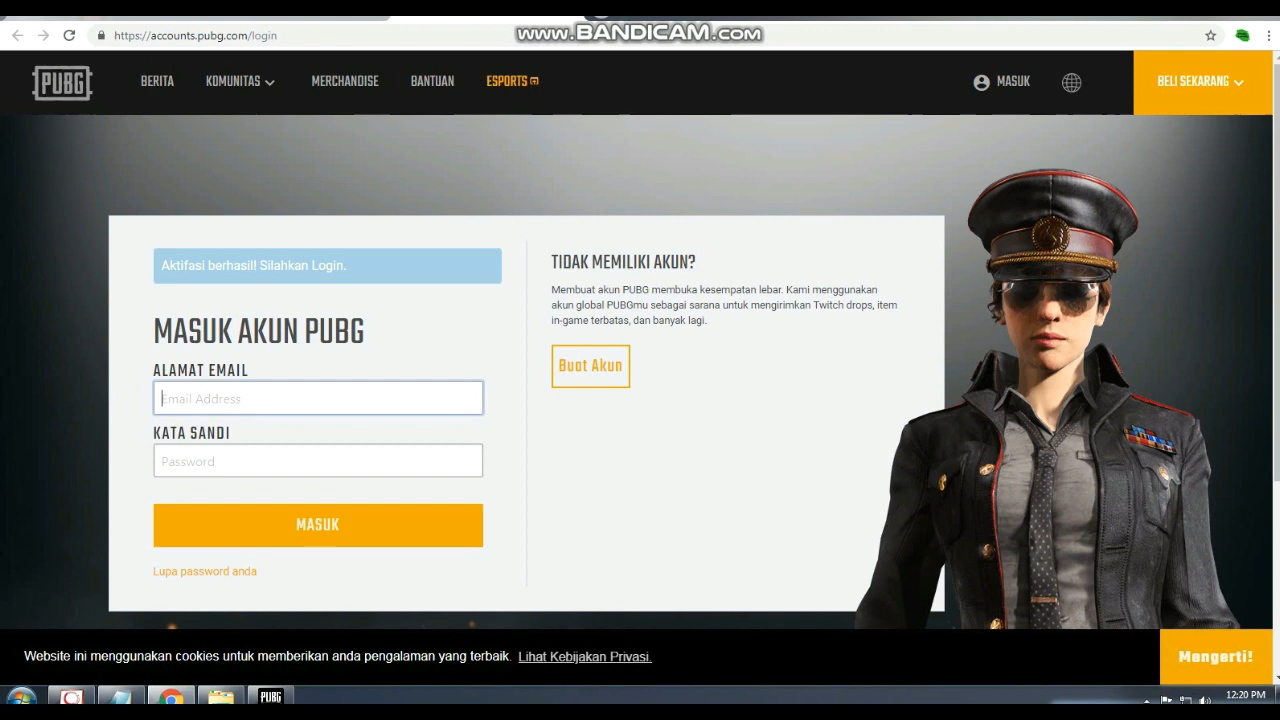 https://accounts.pubg.com/login
www.BANDICAM.com
PUBG
BERITA
KOMUNITAS
MERCHANDISE
BANTUAN
ESPORTS
MASUK
BELI SEKARANG
Aktifasi berhasil! Silahkan Login.
MASUK AKUN PUBG
ALAMAT EMAIL
Email Address
KATA SANDI
Password
MASUK
Lupa password anda
TIDAK MEMILIKI AKUN?
Membuat akun PUBG membuka kesempatan lebar. Kami menggunakan
akun global PUBGmu sebagai sarana untuk mengirimkan Twitch drops, item
in-game terbatas, dan banyak lagi.
Buat Akun
Website ini menggunakan cookies untuk memberikan anda pengalaman yang terbaik. Lihat Kebijakan Privasi.
Mengerti!
PUBG
12:20 PM